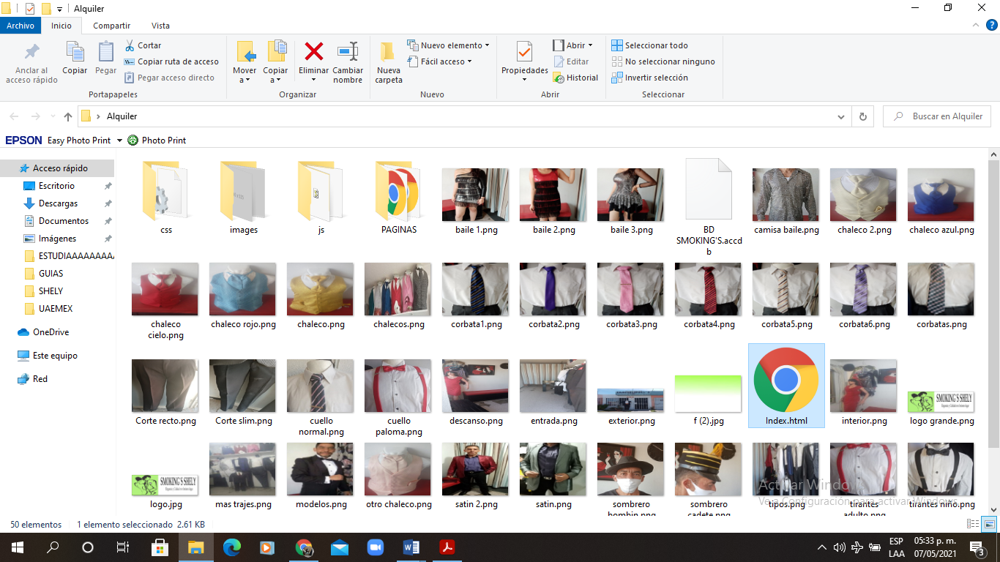 Alquiler
Archivo Inicio Compartir Vista
Anclar al acceso rápido
Copiar
Pegar
Cortar
Copiar ruta de acceso
Pegar acceso directo
Portapapeles
Mover a
Copiar a
Eliminar
Cambiar nombre
Organizar
Nueva carpeta
Nuevo elemento
Fácil acceso
Nuevo
Propiedades
Abrir
Editar
Historial
Abrir
Seleccionar todo
No seleccionar ninguno
Invertir selección
Seleccionar
Alquiler
Buscar en Alquiler
EPSON Easy Photo Print Photo Print
Acceso rápido
Escritorio
Descargas
Documentos
Imágenes
ESTUDIAAAAAAAAA
GUIAS
SHELY
UAEMEX
OneDrive
Este equipo
Red
css
images
js
PAGINAS
baile 1.png
baile 2.png
baile 3.png
BD
SMOKING'S.accd
b
camisa baile.png
chaleco 2.png
chaleco azul.png
chaleco
cielo.png
chaleco rojo.png
chaleco.png
chalecos.png
corbata1.png
corbata2.png
corbata3.png
corbata4.png
corbata5.png
corbata6.png
corbatas.png
Corte recto.png
Corte slim.png
cuello
normal.png
cuello
paloma.png
descanso.png
entrada.png
exterior.png
f (2).jpg
Index.html
interior.png
SMOKING'S SHELY
logo grande.png
SMOKING'S SHELY
logo.jpg
mas trajes.png
modelos.png
otro chaleco.png
satin 2.png
satin.png
sombrero
bombin.png
sombrero
cadete.png
tipos.png
tirantes
adulto.png
tirantes niño.png
Activar Windows
Ve a Configuración para activar Windows.
50 elementos 1 elemento seleccionado 2.61 KB
ESP
LAA
05:33 p. m.
07/05/2021
3